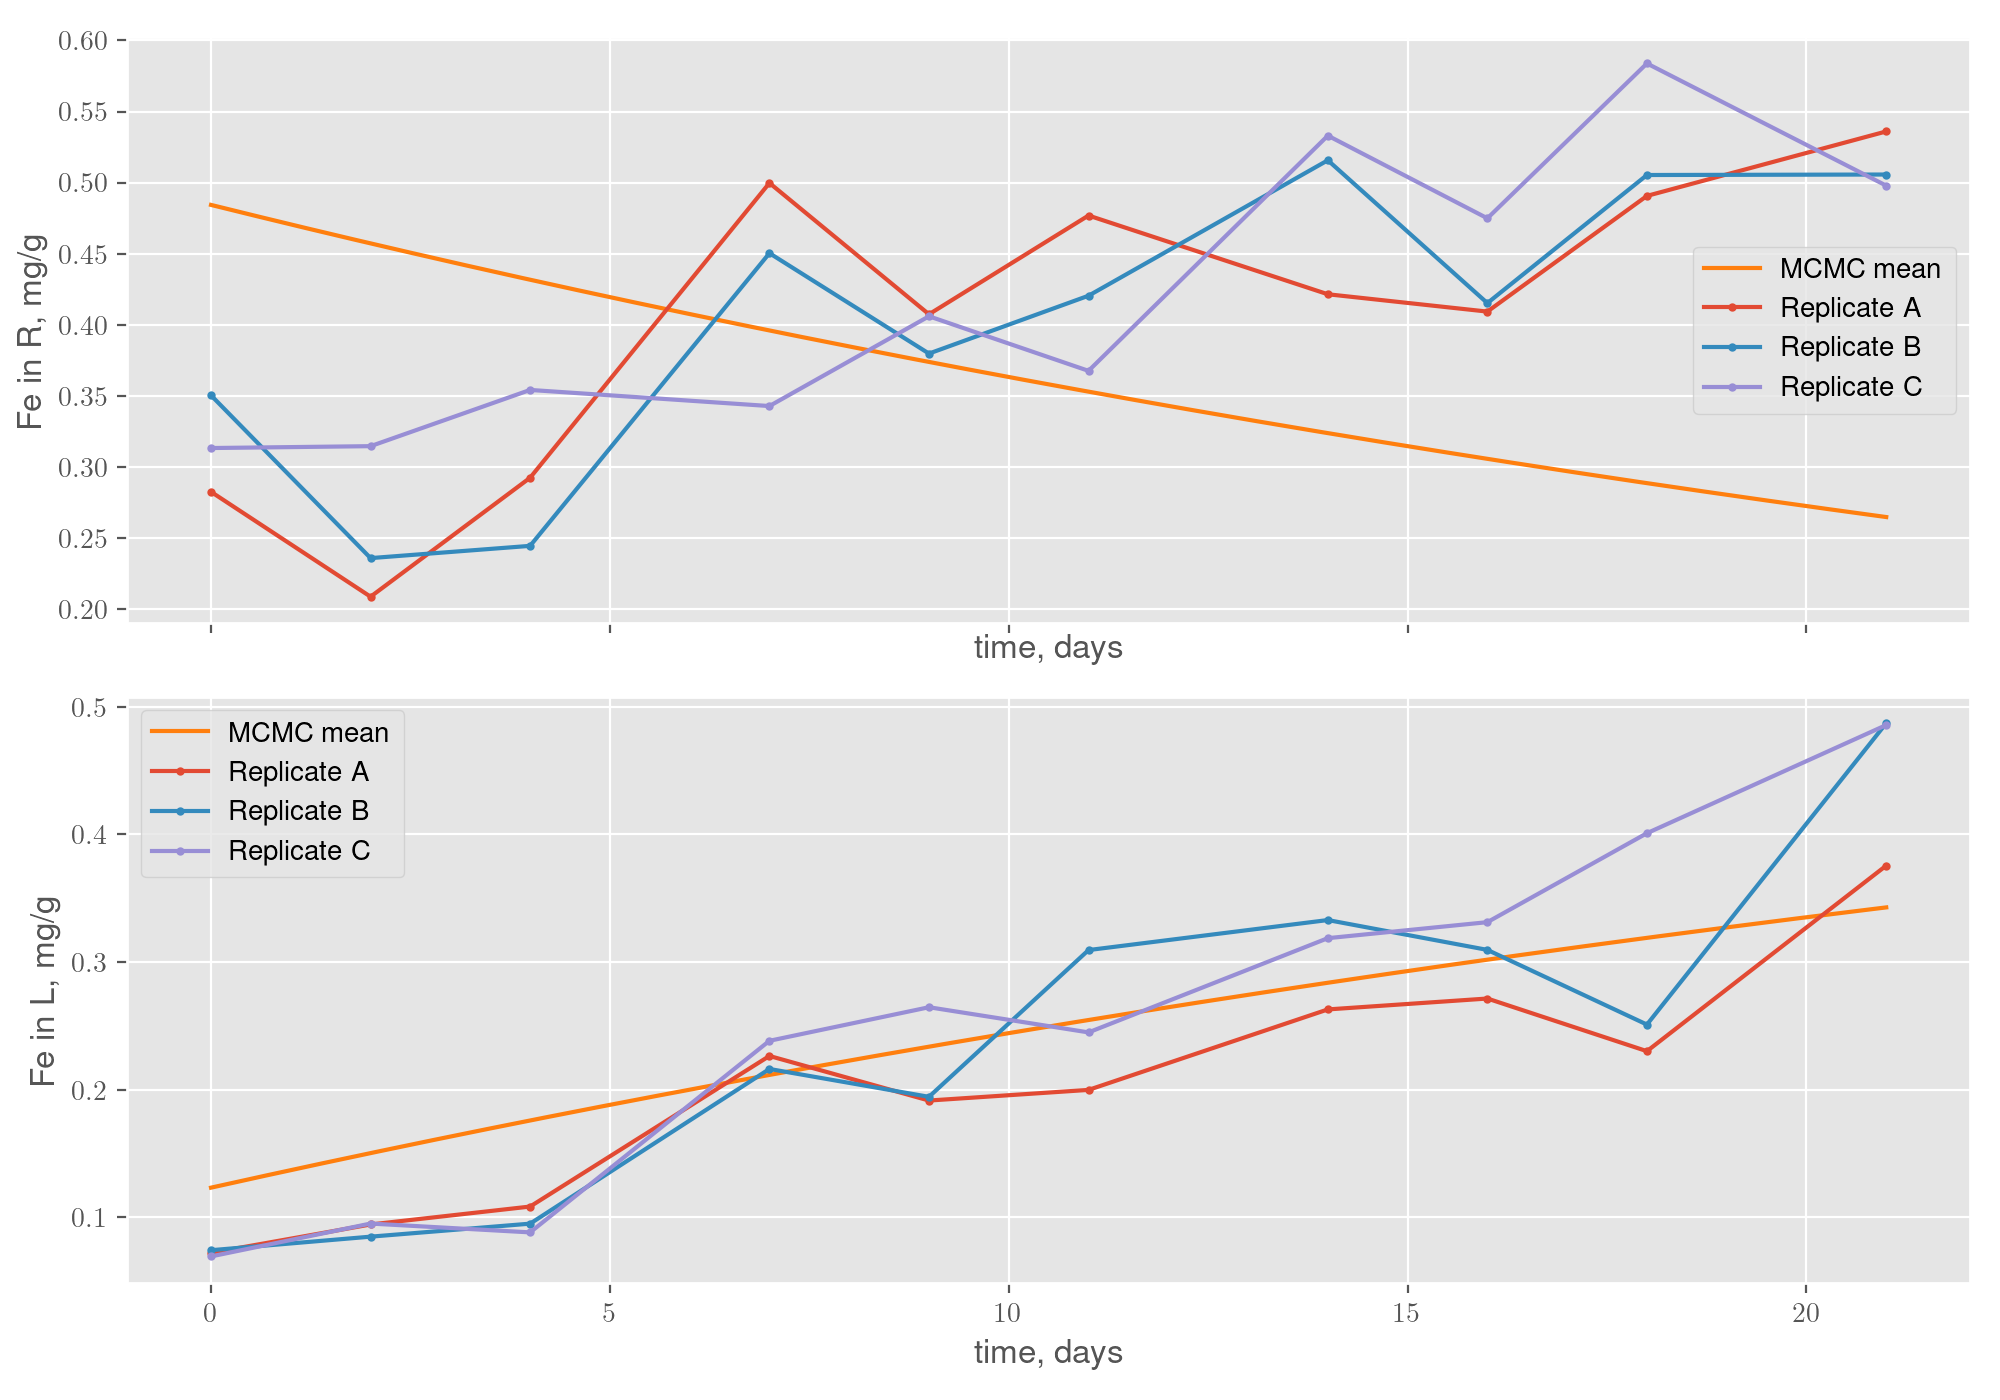 0.60
0.55
0.50
0.45
0.40
0.35
0.30
0.25
0.20
Fe in R, mg/g
MCMC mean
Replicate A
Replicate B
Replicate C
time, days
0.5
0.4
0.3
0.2
0.1
Fe in L, mg/g
MCMC mean
Replicate A
Replicate B
Replicate C
0 5 10 15 20
time, days